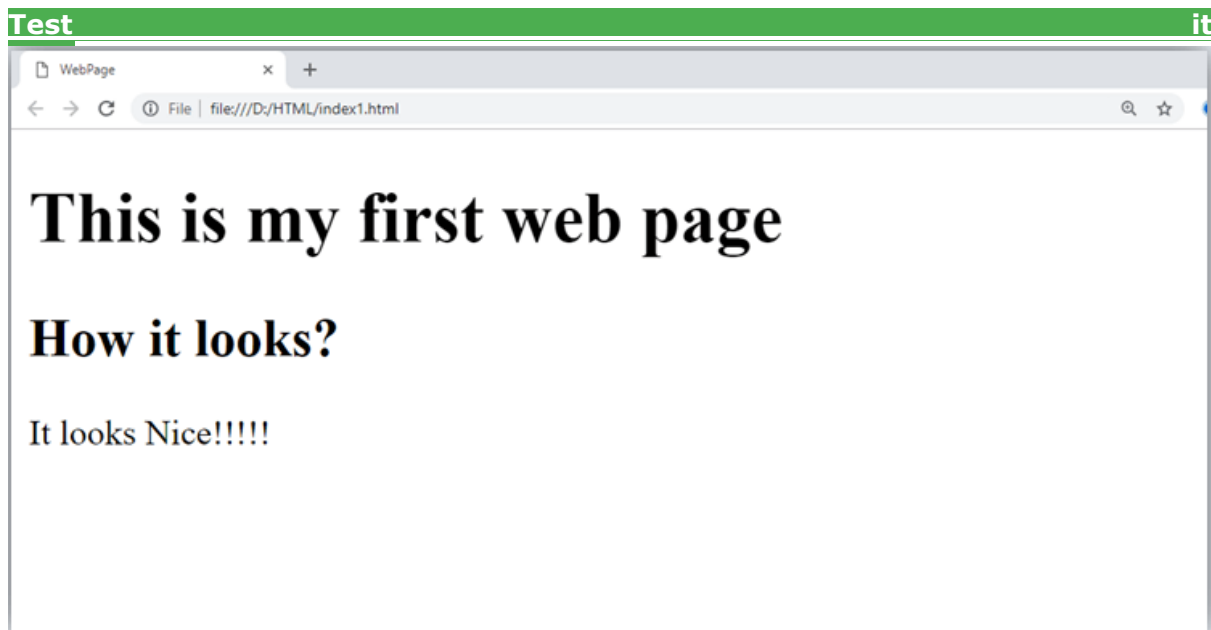 Test it
WebPage
File | file:///D:/HTML/index1.html
This is my first web page
How it looks?
It looks Nice!!!!!